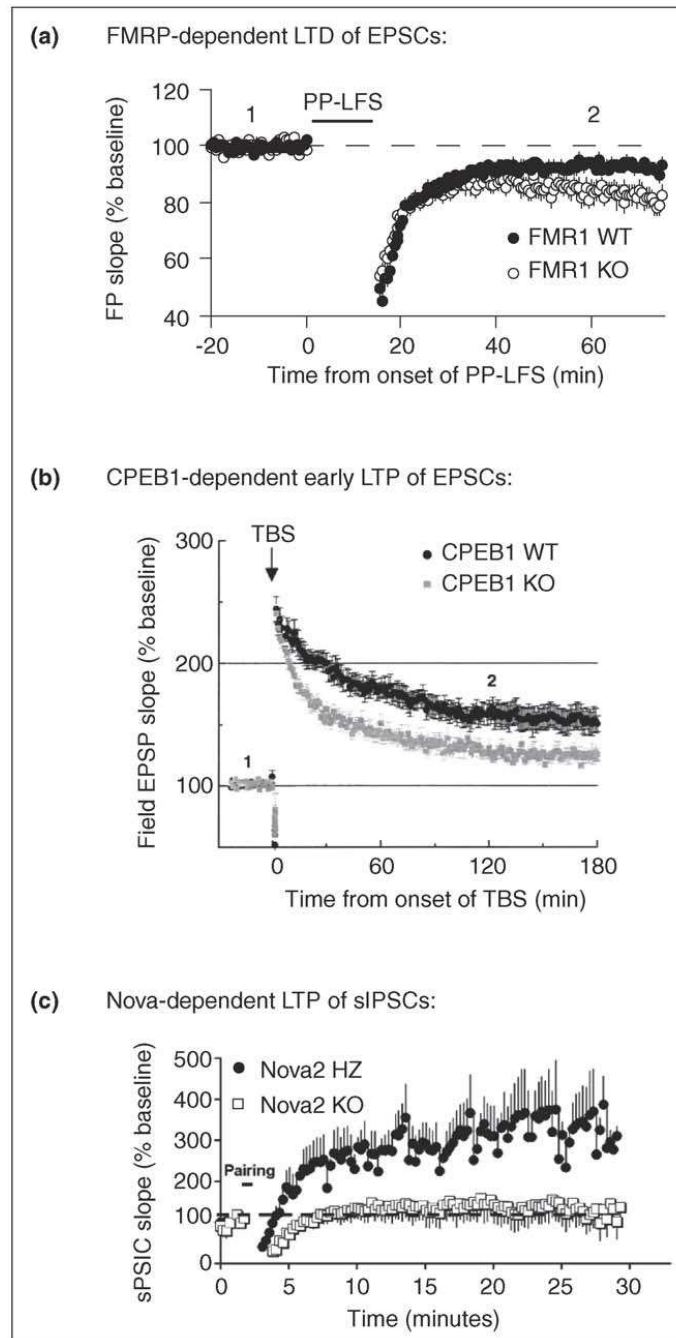 (a) FMRP-dependent LTD of EPSCs:
PP-LFS
1 2
FP slope (% baseline)
100
80
60
40
FMR1 WT
FMR1 KO
-20 0 20 40 60
Time from onset of PP-LFS (min)
(b) CPEB1-dependent early LTP of EPSCs:
TBS
300
CPEB1 WT
CPEB1 KO
Field EPSP slope (% baseline)
200
2
1
100
0 60 120 180
Time from onset of TBS (min)
(c) Nova-dependent LTP of sIPSCs:
sPSIC slope (% baseline)
500
Nova2 HZ
400
Nova2 KO
300
Pairing
200
100
0
0 5 10 15 20 25 30
Time (minutes)